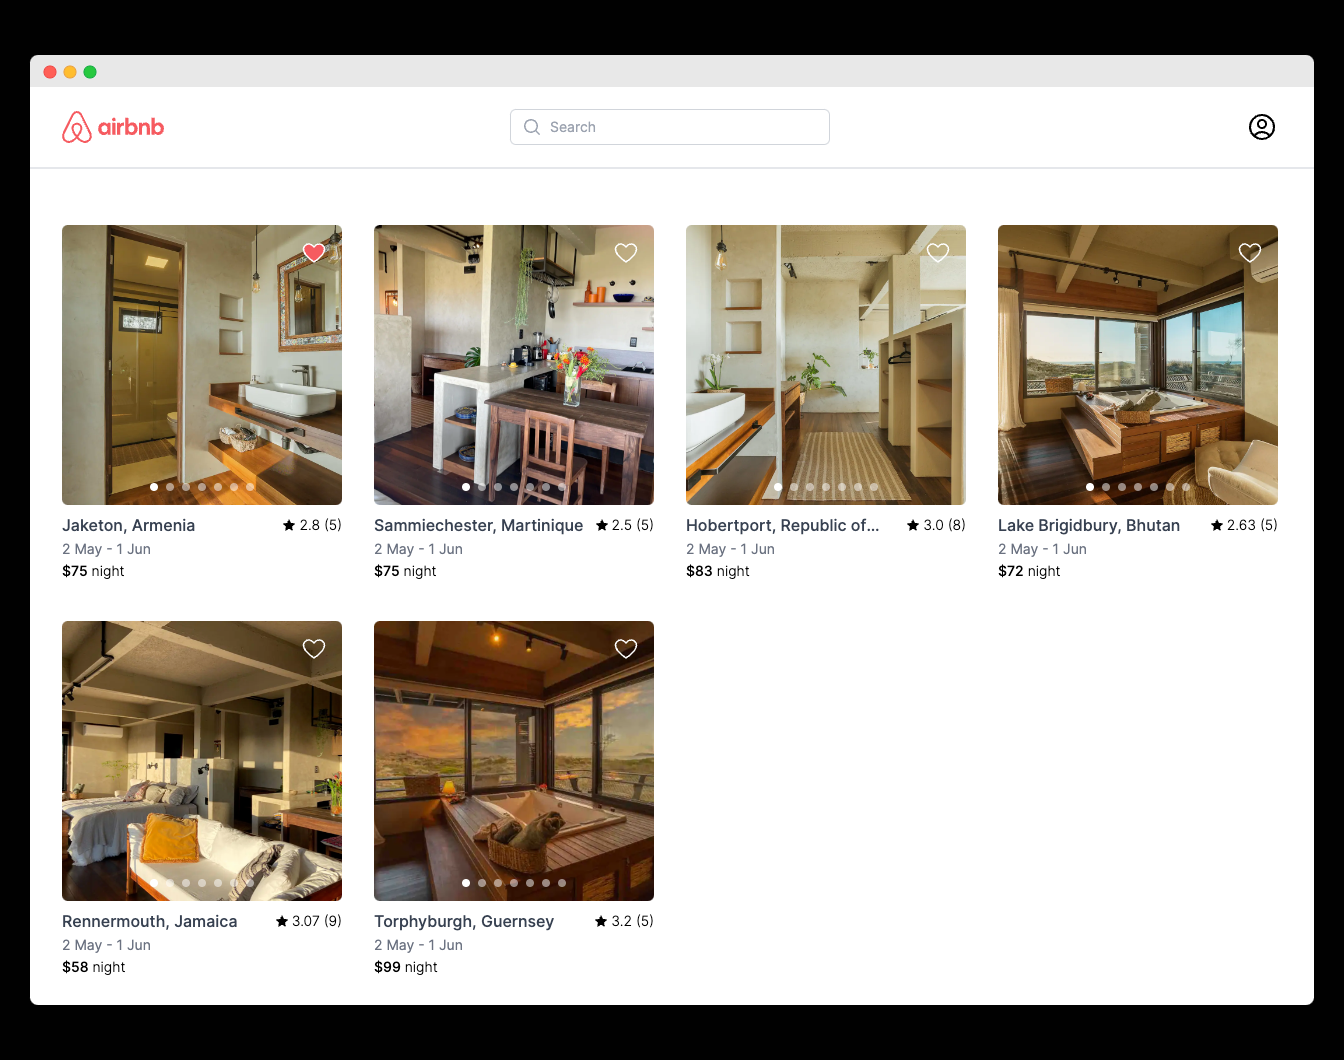 airbnb
Search
Jaketon, Armenia
2.8 (5)
2 May - 1 Jun
$75 night
Sammiechester, Martinique
2.5 (5)
2 May - 1 Jun
$75 night
Hobertport, Republic of...
3.0 (8)
2 May - 1 Jun
$83 night
Lake Brigidbury, Bhutan
2.63 (5)
2 May - 1 Jun
$72 night
Rennermouth, Jamaica
3.07 (9)
2 May - 1 Jun
$58 night
Torphyburgh, Guernsey
3.2 (5)
2 May - 1 Jun
$99 night